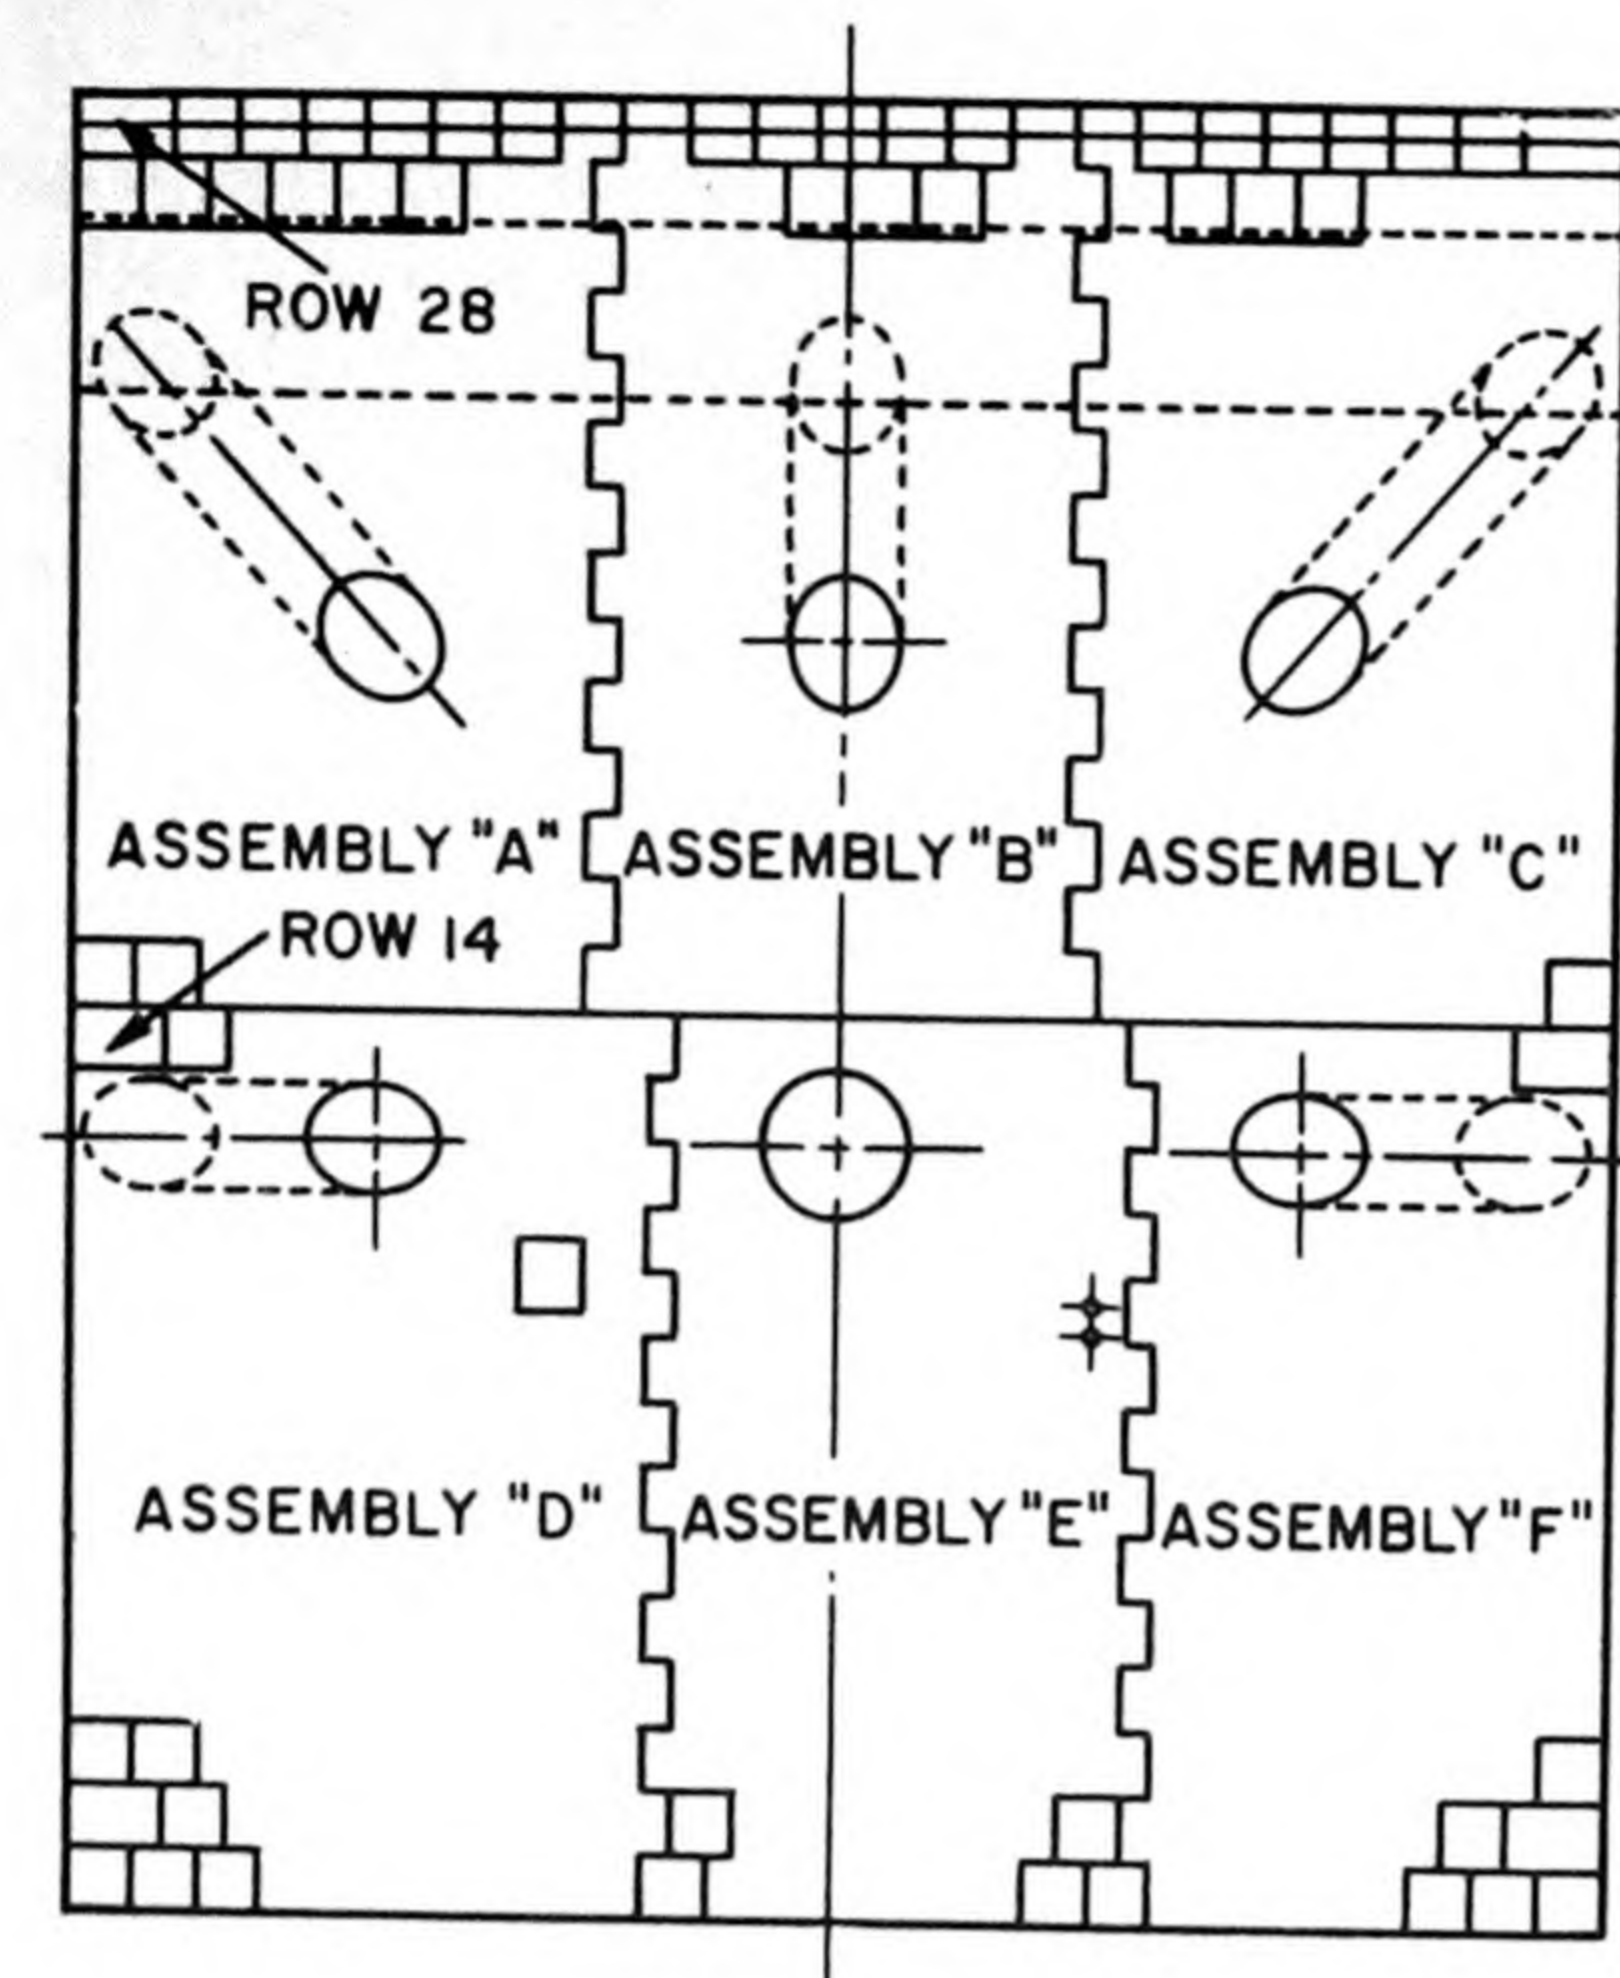 ROW 28
ASSEMBLY "A"
ASSEMBLY "B"
ASSEMBLY "C"
ROW 14
ASSEMBLY "D"
ASSEMBLY "E"
ASSEMBLY "F"